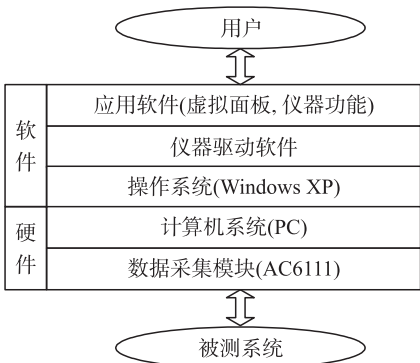 用户
软件
应用软件(虚拟面板, 仪器功能)
仪器驱动软件
操作系统(Windows XP)
硬件
计算机系统(PC)
数据采集模块(AC6111)
被测系统